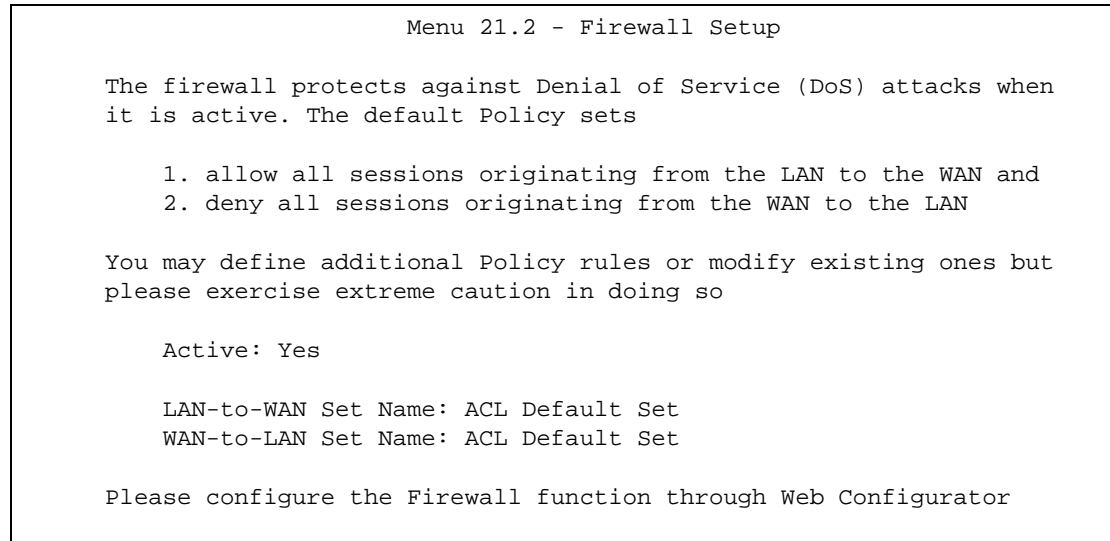 Menu 21.2 - Firewall Setup
The firewall protects against Denial of Service (DoS) attacks when
it is active. The default Policy sets
1. allow all sessions originating from the LAN to the WAN and
2. deny all sessions originating from the WAN to the LAN
You may define additional Policy rules or modify existing ones but
please exercise extreme caution in doing so
Active: Yes
LAN-to-WAN Set Name: ACL Default Set
WAN-to-LAN Set Name: ACL Default Set
Please configure the Firewall function through Web Configurator